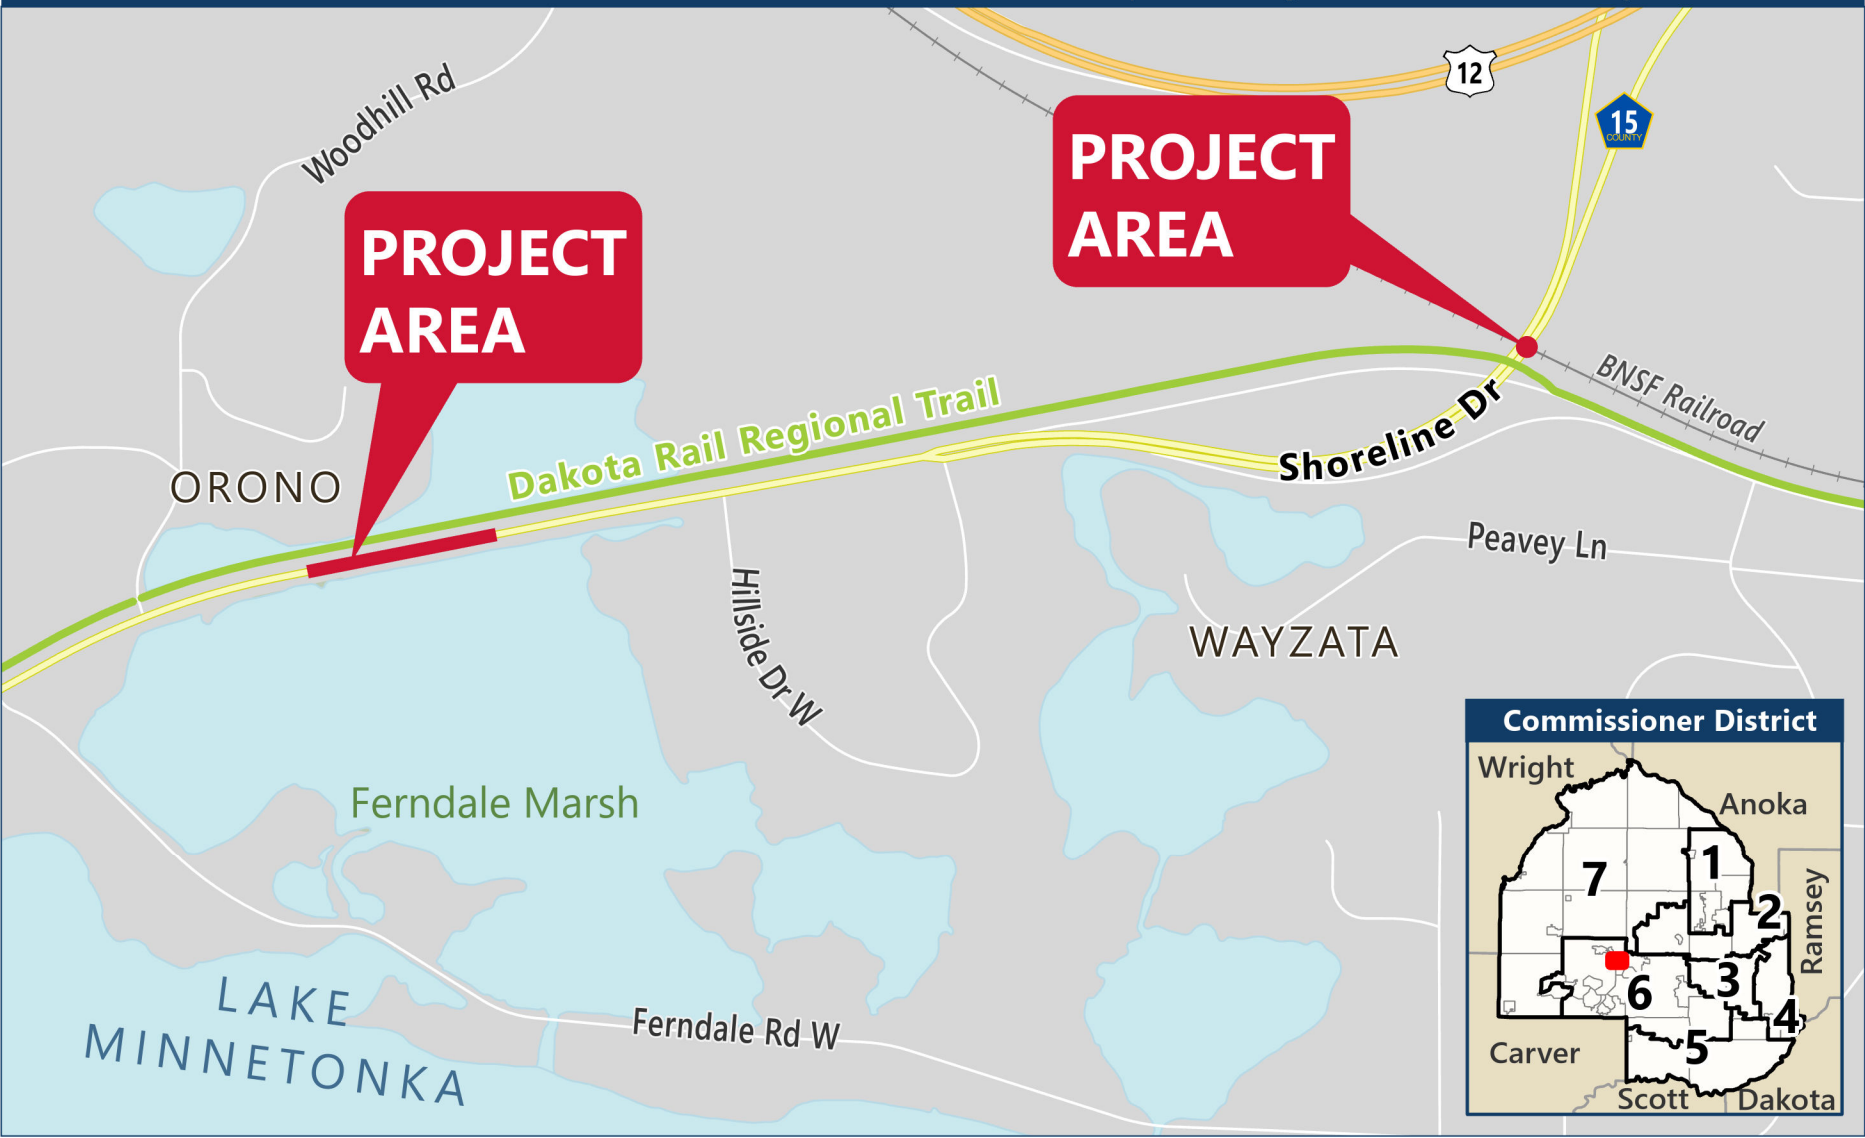 12
15
COUNTY
Woodhill Rd
PROJECT
AREA
PROJECT
AREA
BNSF Railroad
Dakota Rail Regional Trail
Shoreline Dr
ORONO
Peavey Ln
Hillside Dr W
WAYZATA
Ferndale Marsh
LAKE
MINNETONKA
Ferndale Rd W
Commissioner District
Wright
Anoka
7
1
2
Ramsey
6
3
4
5
Carver
Scott
Dakota